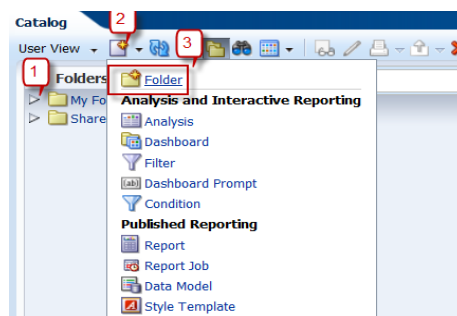 Catalog
2
User View
3
1
Folders
Folder
My Fo
Share
Analysis and Interactive Reporting
Analysis
Dashboard
Filter
Dashboard Prompt
Condition
Published Reporting
Report
Report Job
Data Model
Style Template